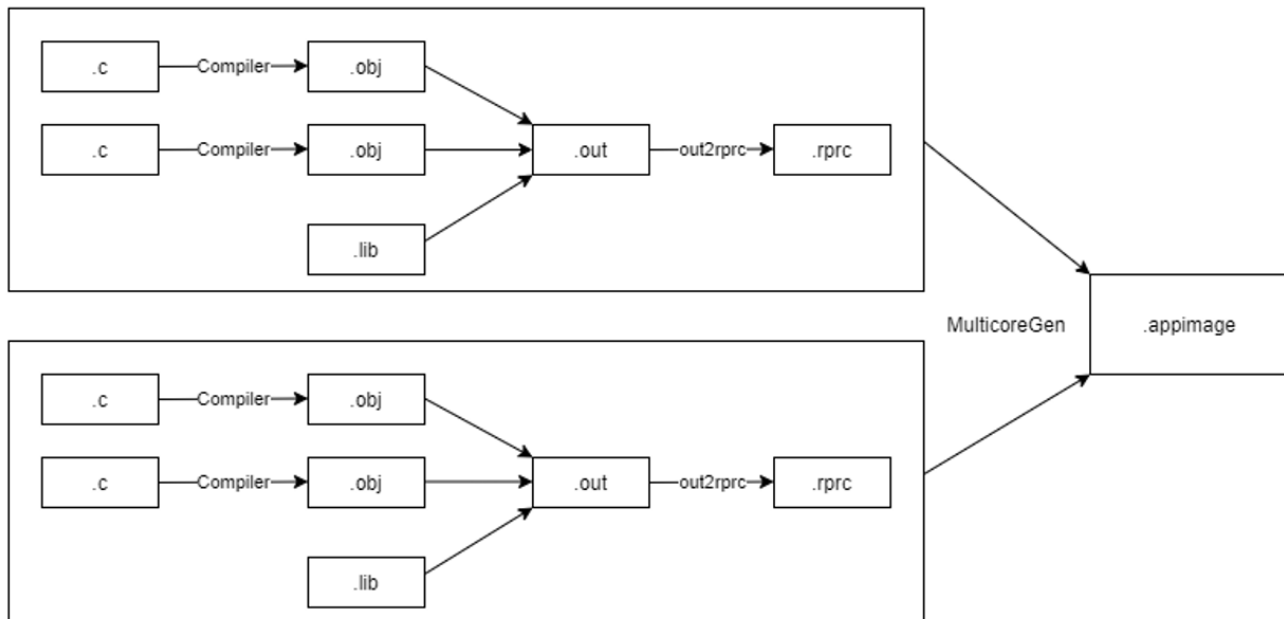 .c Compiler .obj
.c Compiler .obj .out out2rprc .rprc
.lib
MulticoreGen .appimage
.c Compiler .obj
.c Compiler .obj .out out2rprc .rprc
.lib